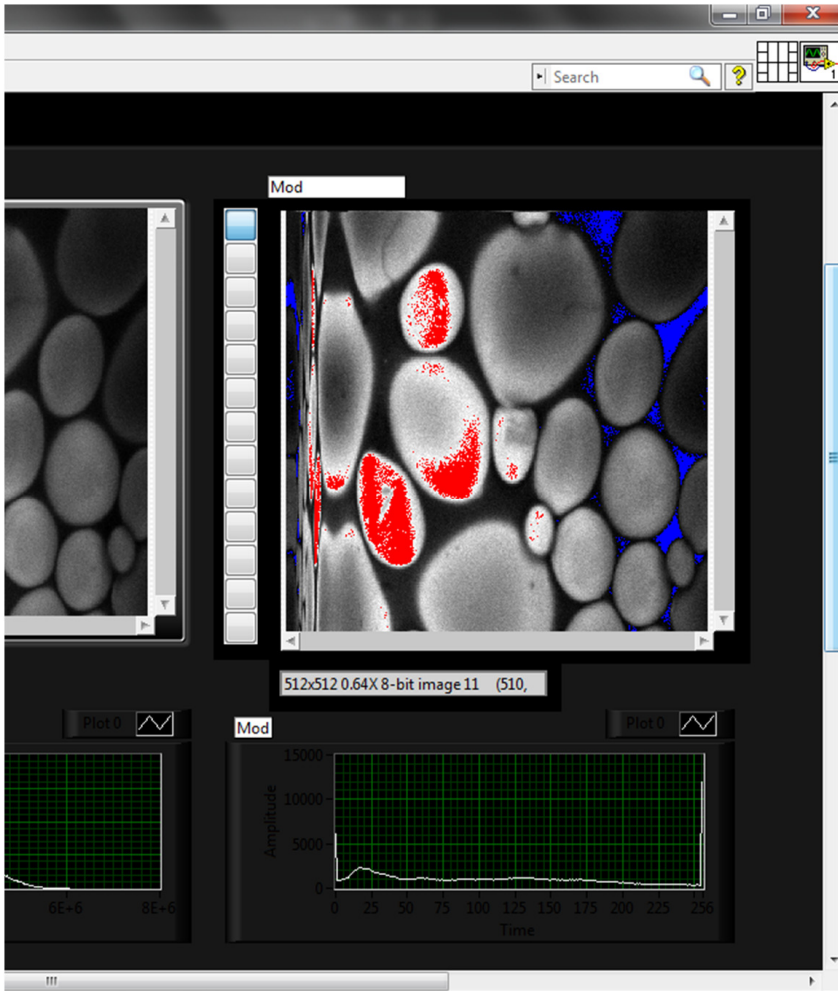 Search
?
1
Mod
512x512 0.64X 8-bit image 11 (510,
Plot 0
Mod
Plot 0
15000
10000
5000
0
Amplitude
0 25 50 75 100 125 150 175 200 225 256
Time
6E+6 8E+6